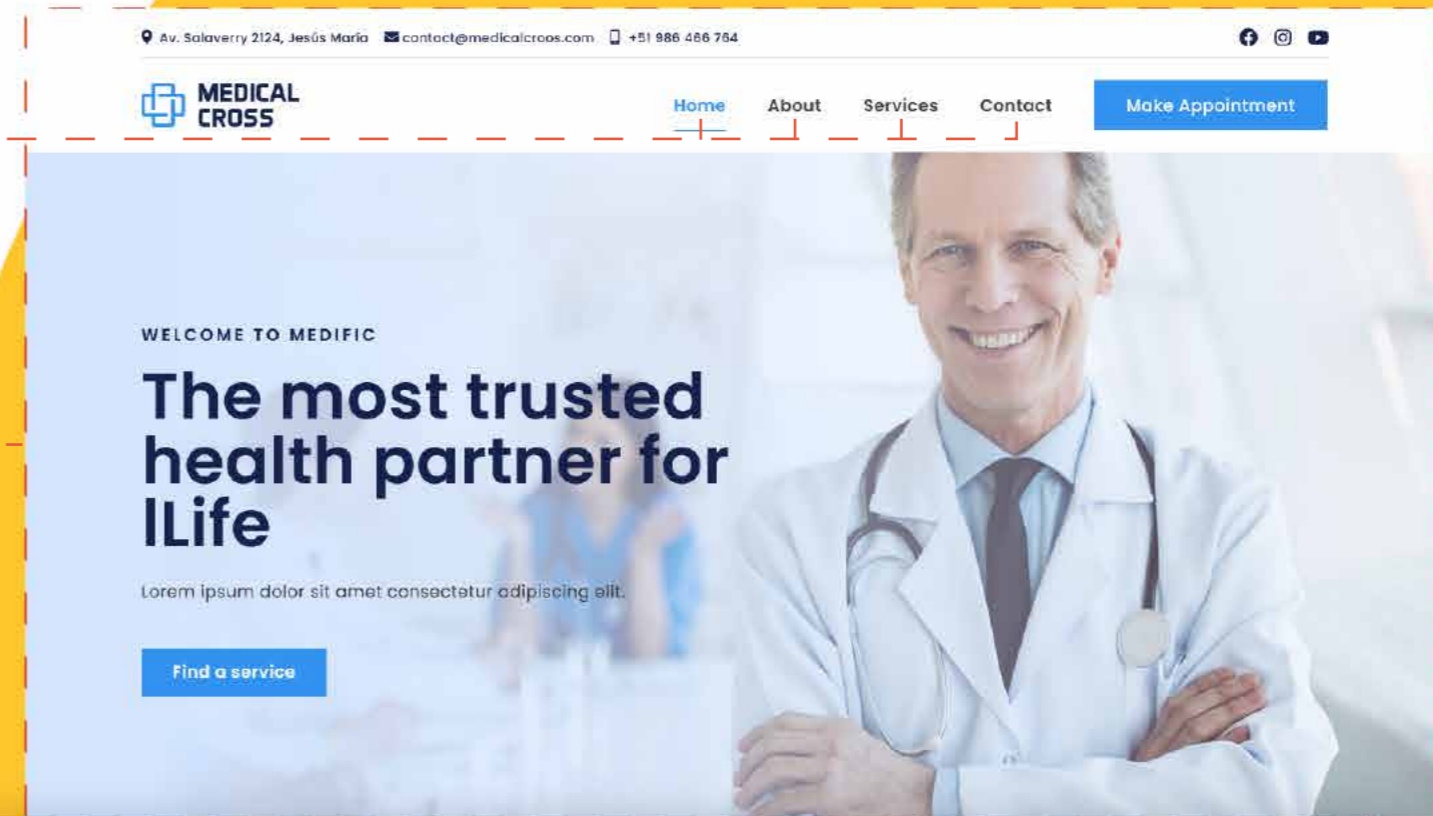 Av. Salaverry 2124, Jesús María contact@medicalcroos.com +51 986 466 764
MEDICAL
CROSS
Home About Services Contact Make Appointment
WELCOME TO MEDIFIC
The most trusted
health partner for
lLife
Lorem ipsum dolor sit amet consectetur adipiscing elit.
Find a service